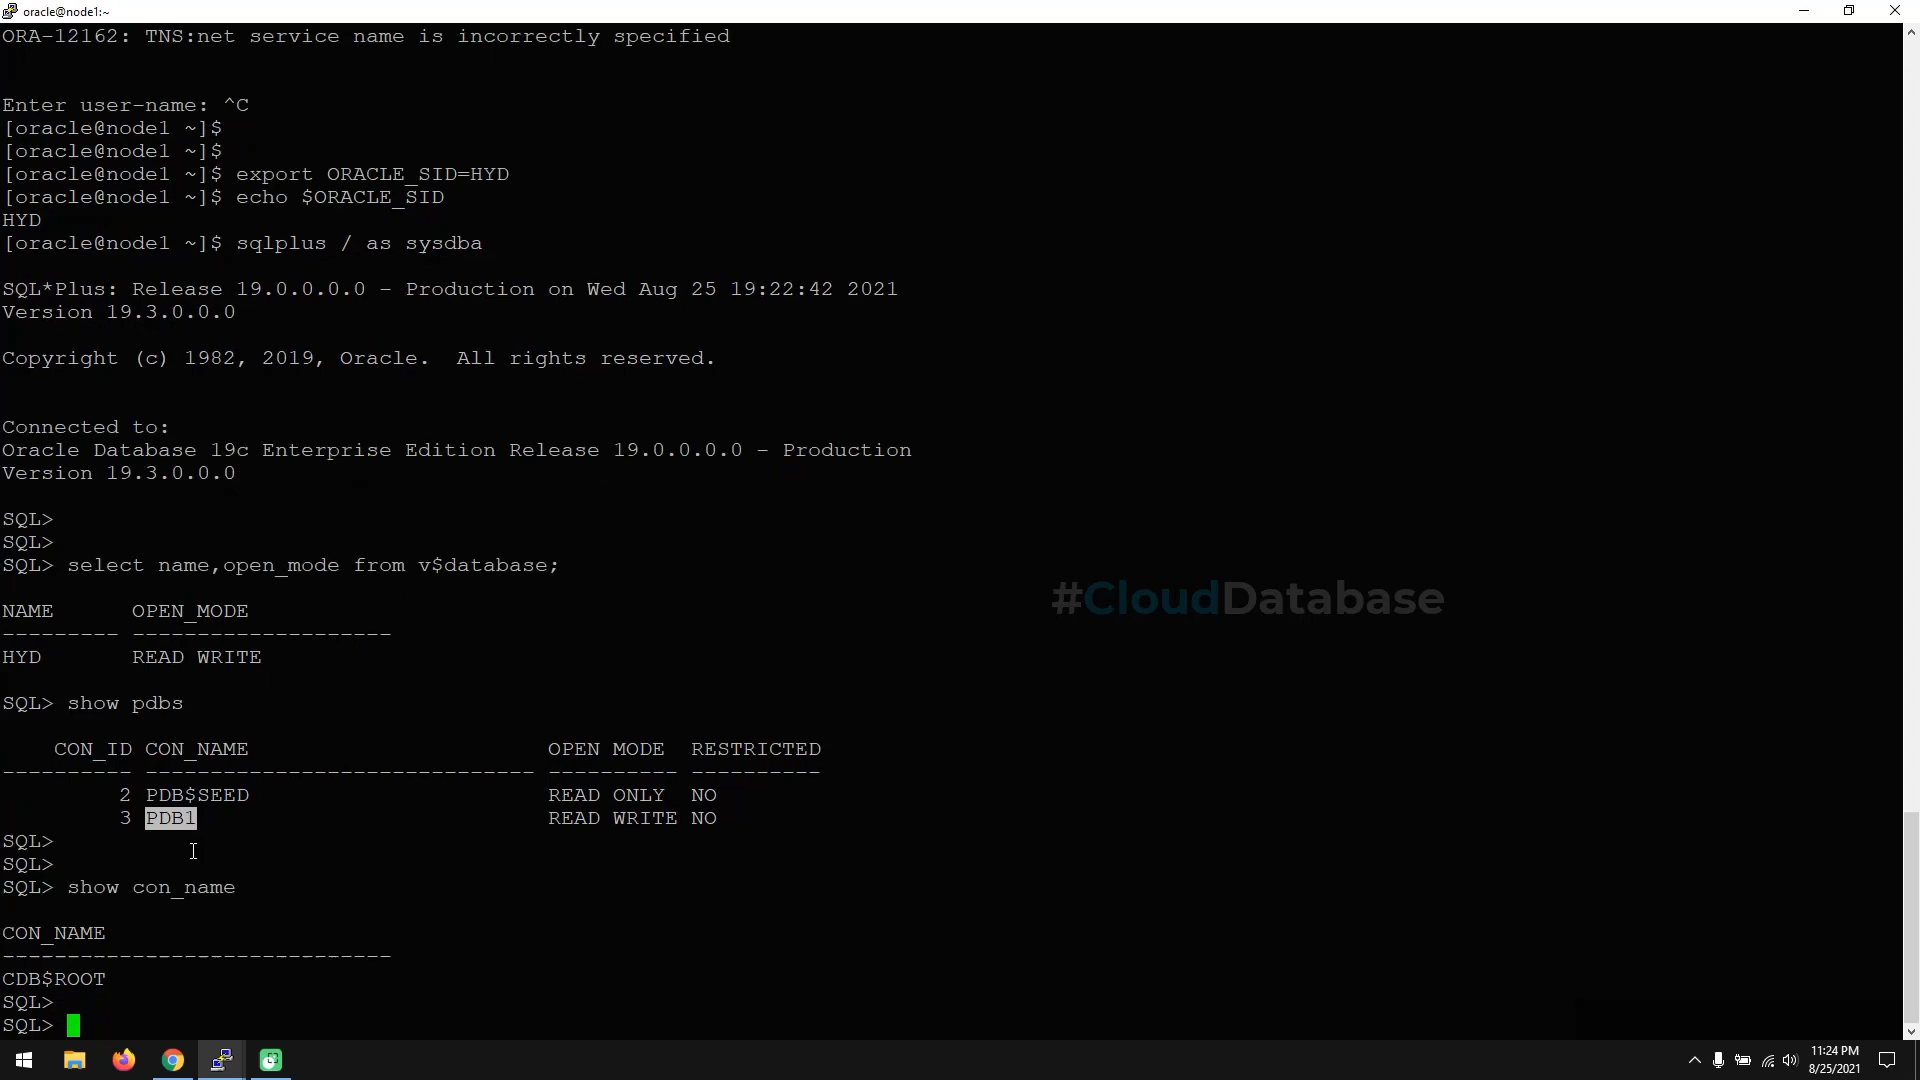 oracle@node1:~
ORA-12162: TNS:net service name is incorrectly specified
Enter user-name: ^C
[oracle@node1 ~]$
[oracle@node1 ~]$
[oracle@node1 ~]$ export ORACLE_SID=HYD
[oracle@node1 ~]$ echo $ORACLE_SID
HYD
[oracle@node1 ~]$ sqlplus / as sysdba
SQL*Plus: Release 19.0.0.0.0 - Production on Wed Aug 25 19:22:42 2021
Version 19.3.0.0.0
Copyright (c) 1982, 2019, Oracle.  All rights reserved.
Connected to:
Oracle Database 19c Enterprise Edition Release 19.0.0.0.0 - Production
Version 19.3.0.0.0
SQL>
SQL>
SQL> select name,open_mode from v$database;
NAME      OPEN_MODE
--------- --------------------
HYD       READ WRITE
SQL> show pdbs
    CON_ID CON_NAME                       OPEN MODE  RESTRICTED
---------- ------------------------------ ---------- ----------
         2 PDB$SEED                       READ ONLY  NO
         3 PDB1                           READ WRITE NO
SQL>
SQL>
SQL> show con_name
CON_NAME
------------------------------
CDB$ROOT
SQL>
SQL>
#CloudDatabase
11:24 PM
8/25/2021